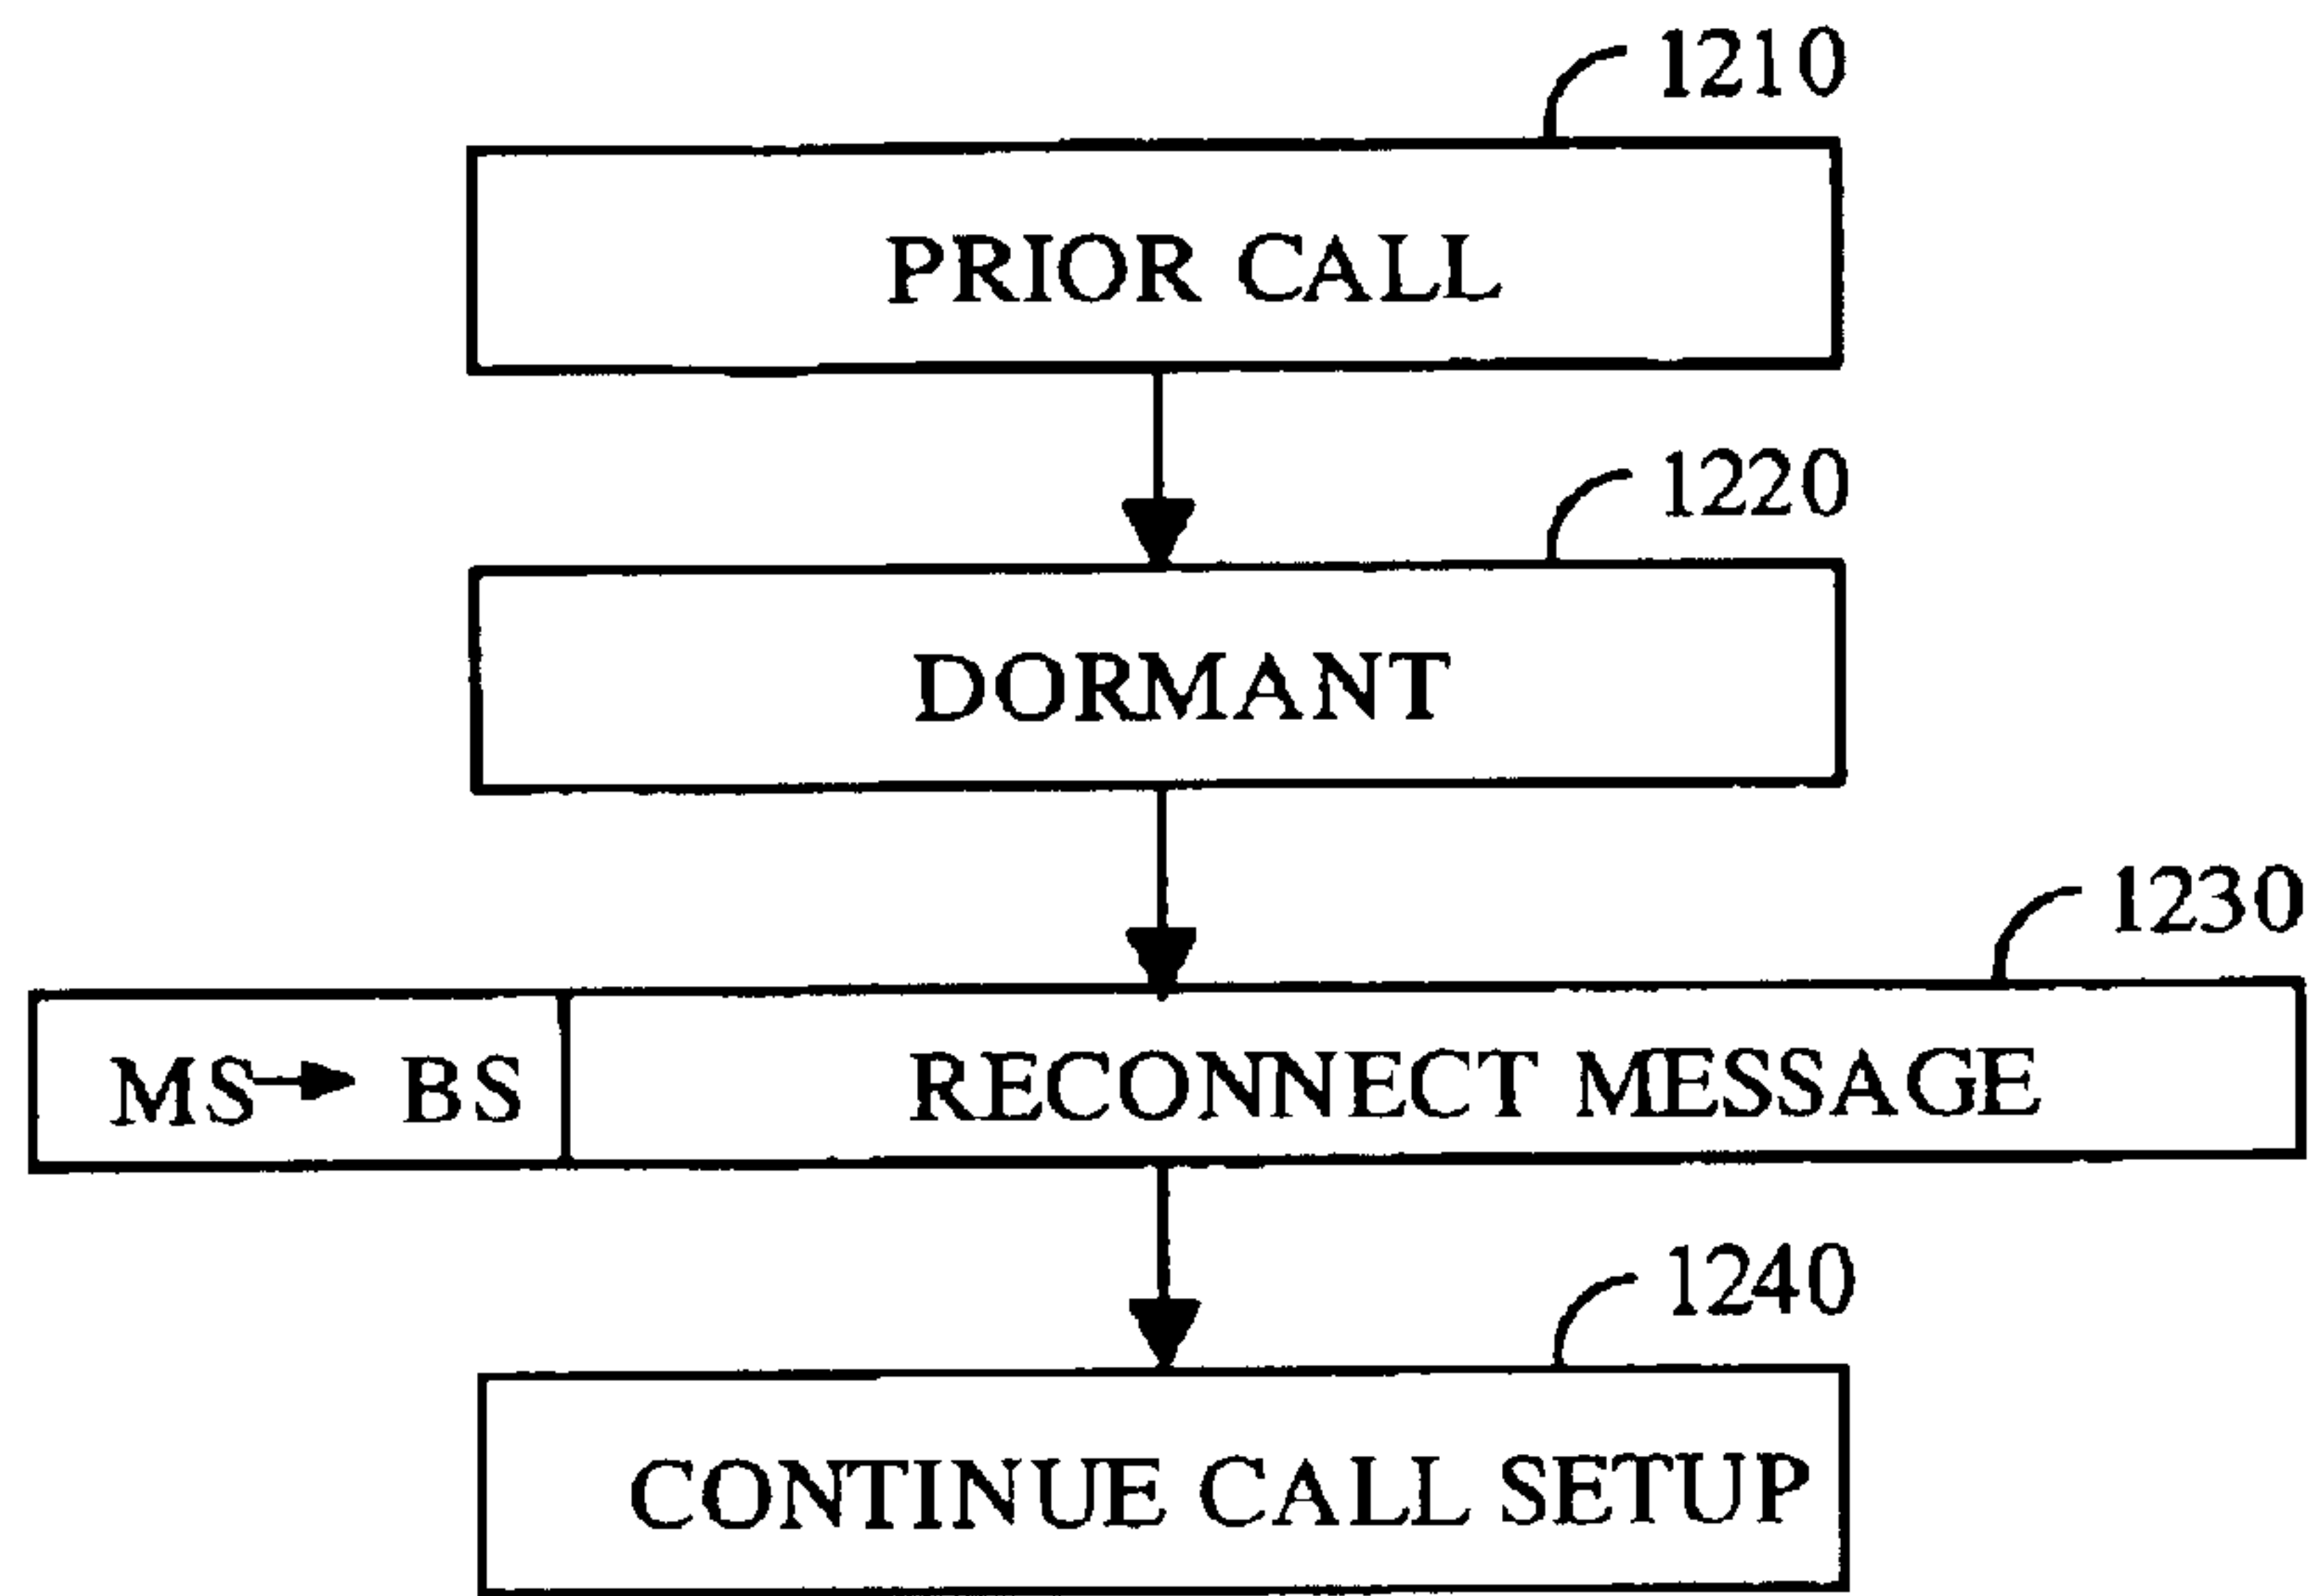 1210
PRIOR CALL
1220
DORMANT
1230
MS → BS RECONNECT MESSAGE
1240
CONTINUE CALL SETUP